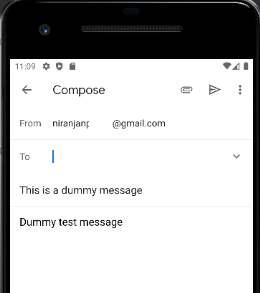 11:09
Compose
From niranjanp @gmail.com
To
This is a dummy message
Dummy test message